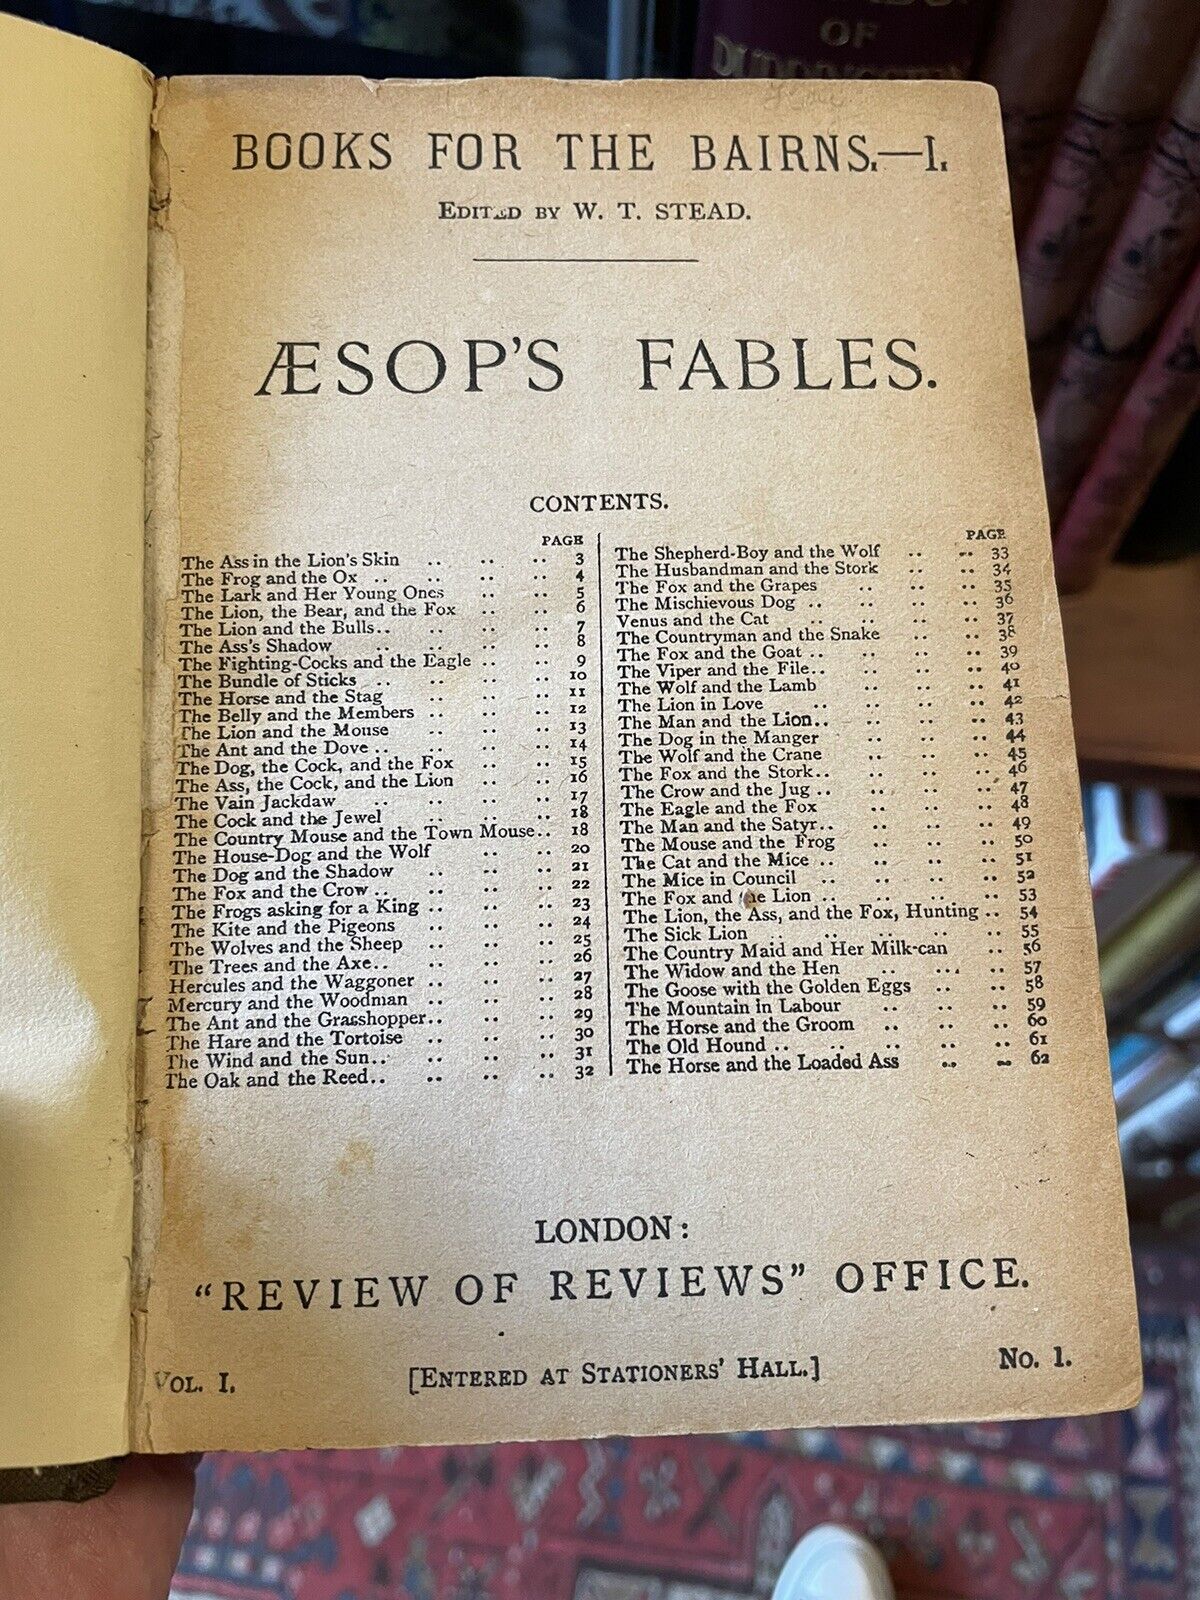 OF
BOOKS FOR THE BAIRNS.—I.
EDITED BY W. T. STEAD.
ÆSOP'S FABLES.
CONTENTS.
PAGE
The Ass in the Lion's Skin .. .. .. 3
The Frog and the Ox .. .. .. .. 4
The Lark and Her Young Ones .. .. 5
The Lion, the Bear, and the Fox .. .. 6
The Lion and the Bulls.. .. .. .. 7
The Ass's Shadow .. .. .. .. 8
The Fighting-Cocks and the Eagle .. .. 9
The Bundle of Sticks .. .. .. .. 10
The Horse and the Stag .. .. .. 11
The Belly and the Members .. .. .. 12
The Lion and the Mouse .. .. .. 13
The Ant and the Dove .. .. .. .. 14
The Dog, the Cock, and the Fox .. .. 15
The Ass, the Cock, and the Lion .. .. 16
The Vain Jackdaw .. .. .. .. 17
The Cock and the Jewel .. .. .. 18
The Country Mouse and the Town Mouse.. 18
The House-Dog and the Wolf .. .. 20
The Dog and the Shadow .. .. .. 21
The Fox and the Crow .. .. .. .. 22
The Frogs asking for a King .. .. .. 23
The Kite and the Pigeons .. .. .. 24
The Wolves and the Sheep .. .. .. 25
The Trees and the Axe.. .. .. .. 26
Hercules and the Waggoner .. .. .. 27
Mercury and the Woodman .. .. .. 28
The Ant and the Grasshopper.. .. .. 29
The Hare and the Tortoise .. .. .. 30
The Wind and the Sun.. .. .. .. 31
The Oak and the Reed.. .. .. .. 32
PAGE
The Shepherd-Boy and the Wolf .. .. 33
The Husbandman and the Stork .. .. 34
The Fox and the Grapes .. .. .. 35
The Mischievous Dog .. .. .. .. 36
Venus and the Cat .. .. .. .. 37
The Countryman and the Snake .. .. 38
The Fox and the Goat .. .. .. .. 39
The Viper and the File.. .. .. .. 40
The Wolf and the Lamb .. .. .. 41
The Lion in Love .. .. .. .. 42
The Man and the Lion.. .. .. .. 43
The Dog in the Manger .. .. .. 44
The Wolf and the Crane .. .. .. 45
The Fox and the Stork.. .. .. .. 46
The Crow and the Jug .. .. .. .. 47
The Eagle and the Fox .. .. .. 48
The Man and the Satyr.. .. .. .. 49
The Mouse and the Frog .. .. .. 50
The Cat and the Mice .. .. .. .. 51
The Mice in Council .. .. .. .. 52
The Fox and the Lion .. .. .. .. 53
The Lion, the Ass, and the Fox, Hunting .. 54
The Sick Lion .. .. .. .. .. 55
The Country Maid and Her Milk-can .. 56
The Widow and the Hen .. .. .. 57
The Goose with the Golden Eggs .. .. 58
The Mountain in Labour .. .. .. 59
The Horse and the Groom .. .. .. 60
The Old Hound .. .. .. .. .. 61
The Horse and the Loaded Ass .. .. 62
LONDON:
"REVIEW OF REVIEWS" OFFICE.
VOL. I. [ENTERED AT STATIONERS' HALL.] No. 1.